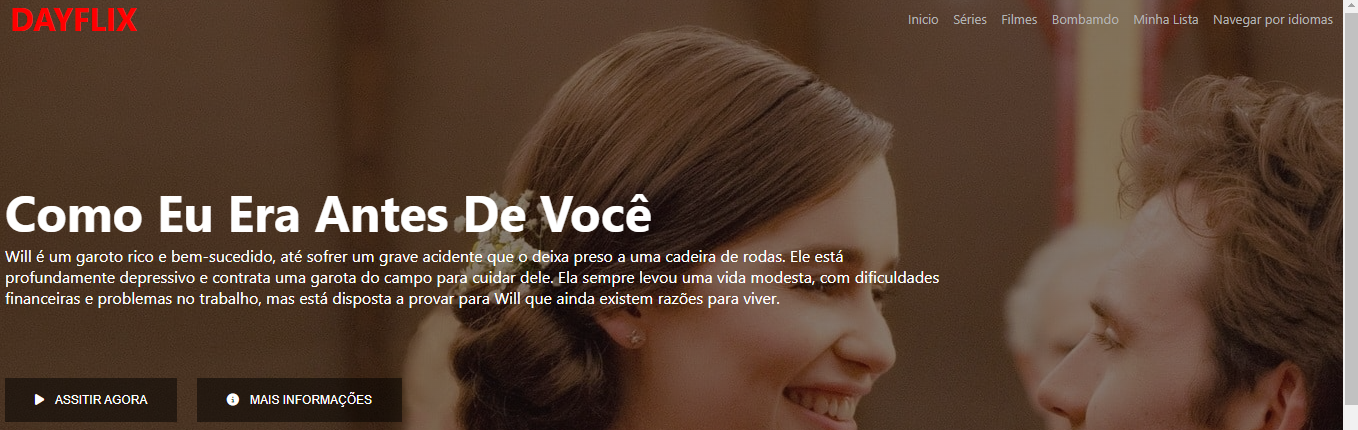 DAYFLIX
Inicio Séries Filmes Bombamdo Minha Lista Navegar por idiomas
Como Eu Era Antes De Você
Will é um garoto rico e bem-sucedido, até sofrer um grave acidente que o deixa preso a uma cadeira de rodas. Ele está
profundamente depressivo e contrata uma garota do campo para cuidar dele. Ela sempre levou uma vida modesta, com dificuldades
financeiras e problemas no trabalho, mas está disposta a provar para Will que ainda existem razões para viver.
ASSITIR AGORA MAIS INFORMAÇÕES